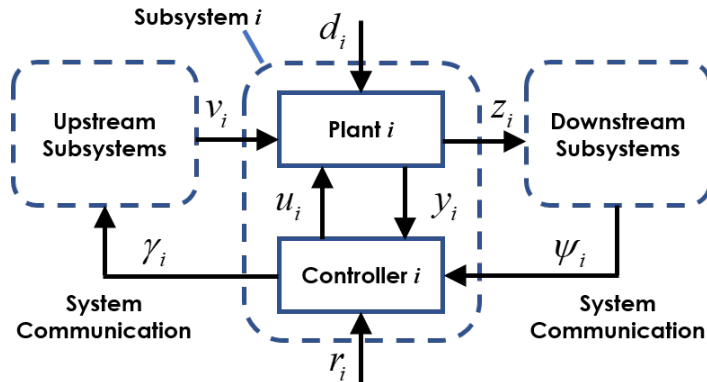 Subsystem i
d_i
Upstream
Subsystems
v_i
Plant i
z_i
Downstream
Subsystems
u_i
y_i
γ_i
Controller i
ψ_i
System
Communication
System
Communication
r_i